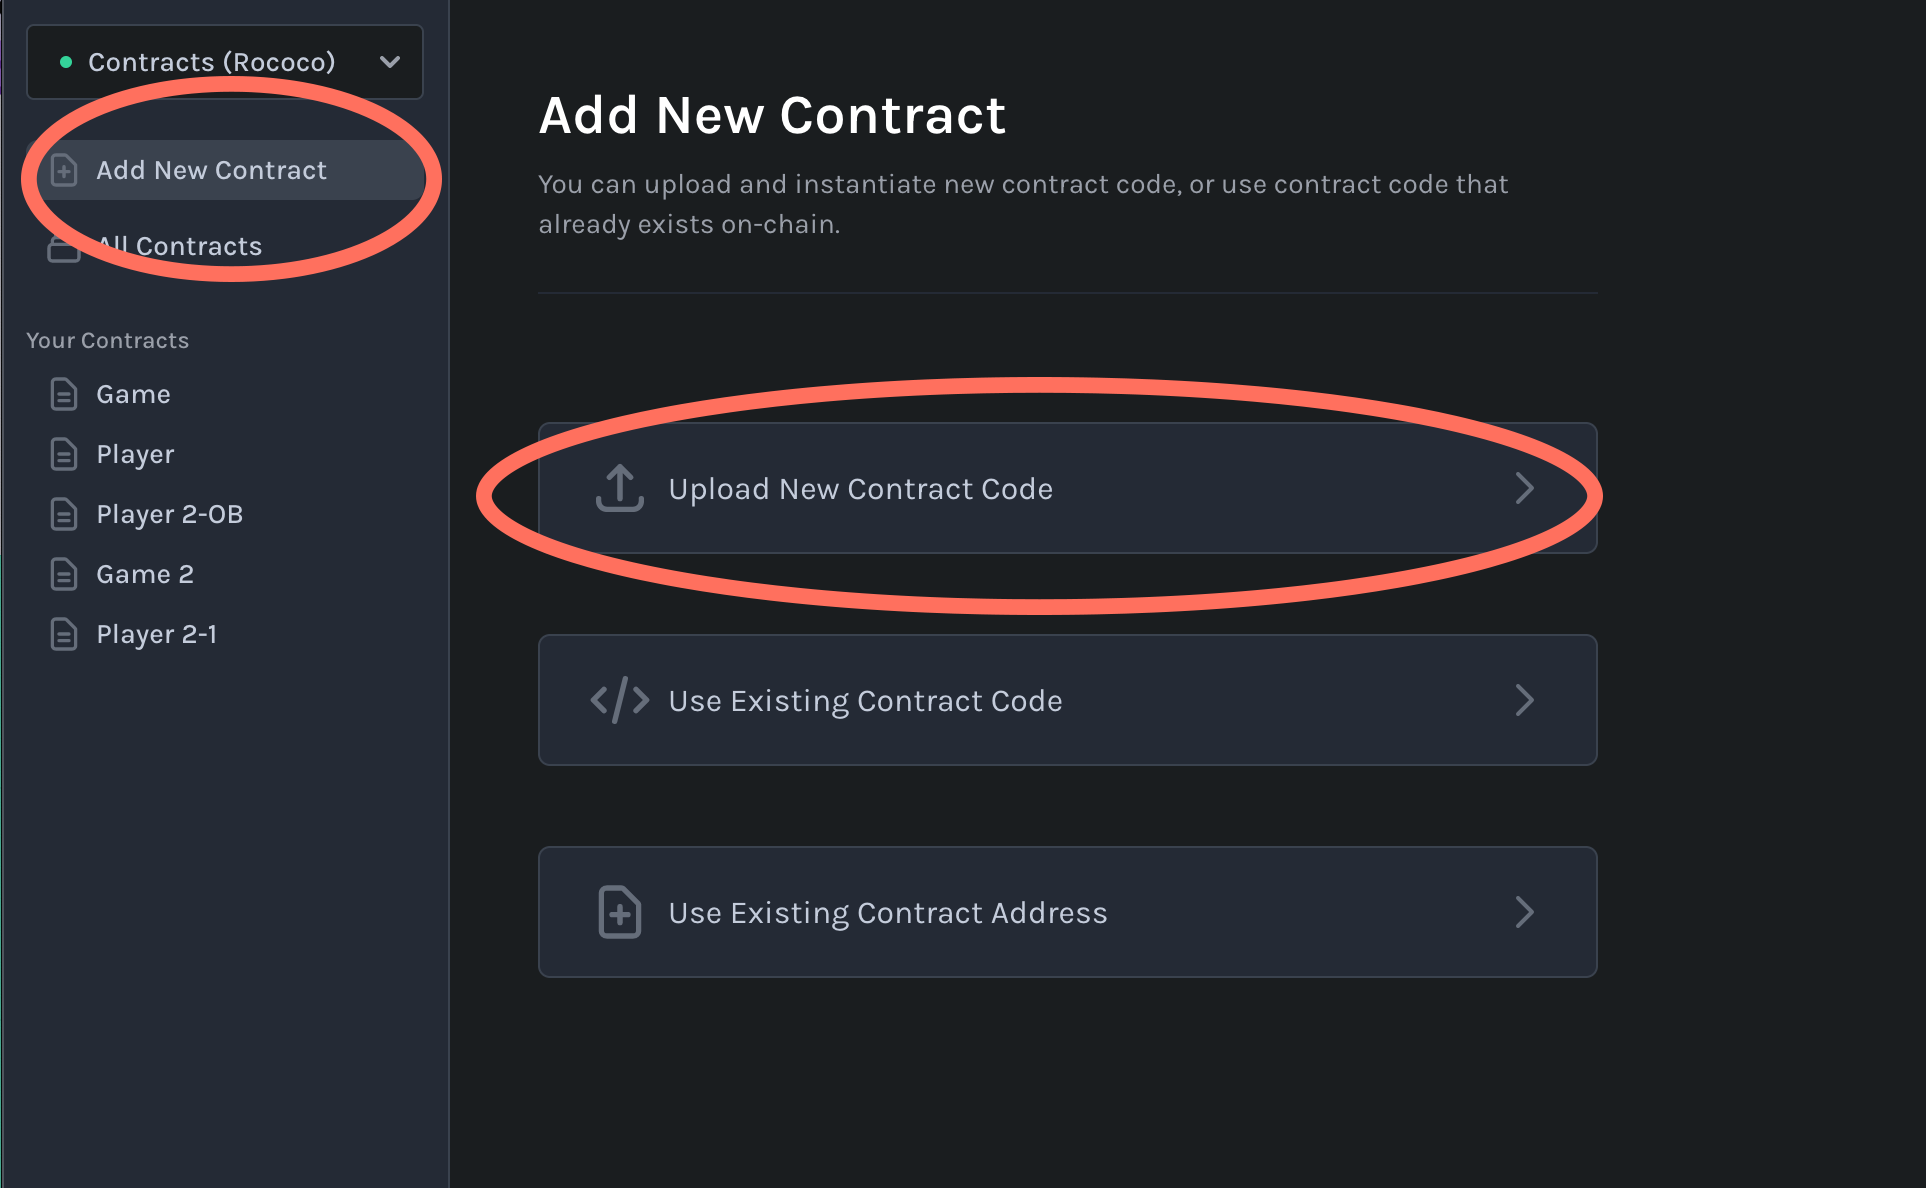 Contracts (Rococo)
Add New Contract
All Contracts
Your Contracts
Game
Player
Player 2-OB
Game 2
Player 2-1
Add New Contract
You can upload and instantiate new contract code, or use contract code that
already exists on-chain.
Upload New Contract Code
Use Existing Contract Code
Use Existing Contract Address